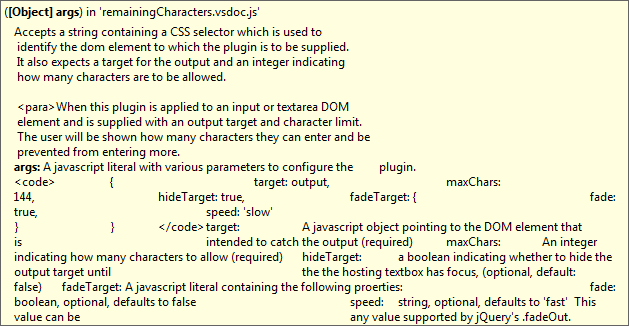 ([Object] args) in 'remainingCharacters.vsdoc.js'
Accepts a string containing a CSS selector which is used to
identify the dom element to which the plugin is to be supplied.
It also expects a target for the output and an integer indicating
how many characters are to be allowed.
<para>When this plugin is applied to an input or textarea DOM
element and is supplied with an output target and character limit.
The user will be shown how many characters they can enter and be
prevented from entering more.
args: A javascript literal with various parameters to configure the plugin.
<code> { target: output, maxChars:
144, hideTarget: true, fadeTarget: { fade:
true, speed: 'slow'
} } </code> target: A javascript object pointing to the DOM element that
is intended to catch the output (required) maxChars: An integer
indicating how many characters to allow (required) hideTarget: a boolean indicating whether to hide the
output target until the the hosting textbox has focus, (optional, default:
false) fadeTarget: A javascript literal containing the following proerties: fade:
boolean, optional, defaults to false speed: string, optional, defaults to 'fast' This
value can be any value supported by jQuery's .fadeOut.